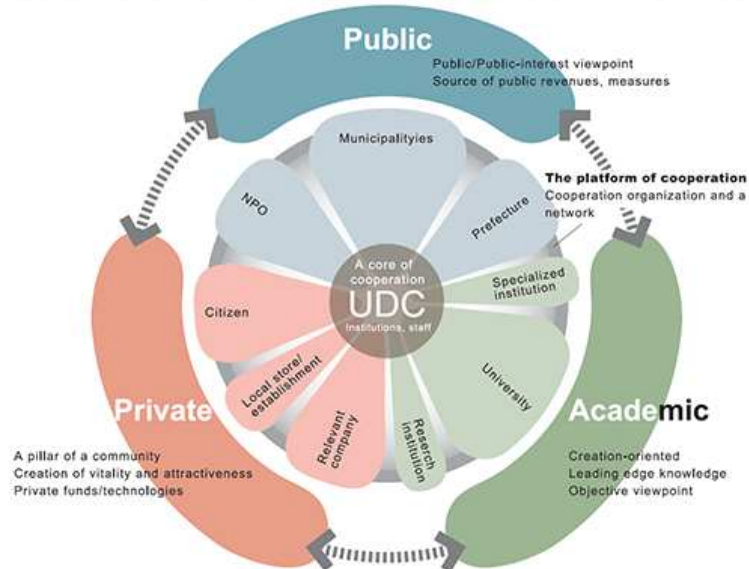 Public
Public/Public-interest viewpoint
Source of public revenues, measures
Municipalityies
The platform of cooperation
Cooperation organization and a
network
NPO
Prefecture
A core of
cooperation
UDC
Institutions, staff
Specialized
institution
Citizen
Local store/
establishment
University
Relevant
company
Reserch
institution
Private
A pillar of a community
Creation of vitality and attractiveness
Private funds/technologies
Academic
Creation-oriented
Leading edge knowledge
Objective viewpoint